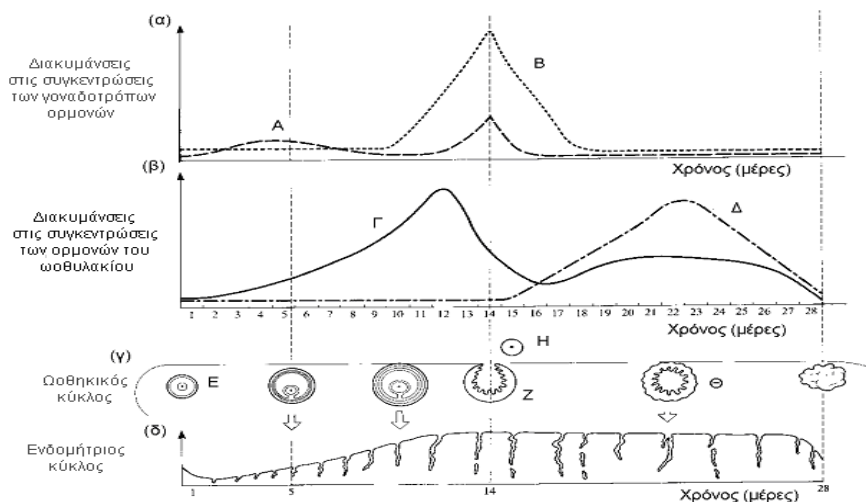 (α)
Διακυμάνσεις
στις συγκεντρώσεις
των γοναδοτρόπων
ορμονών
Α
Β
Χρόνος (μέρες)
(β)
Διακυμάνσεις
στις συγκεντρώσεις
των ορμονών του
ωοθυλακίου
Γ
Δ
1 2 3 4 5 6 7 8 9 10 11 12 13 14 15 16 17 18 19 20 21 22 23 24 25 26 27 28
Χρόνος (μέρες)
(γ)
Ωοθηκικός
κύκλος
Ε
Η
Ζ
Θ
(δ)
Ενδομήτριος
κύκλος
1 5 14 28
Χρόνος (μέρες)